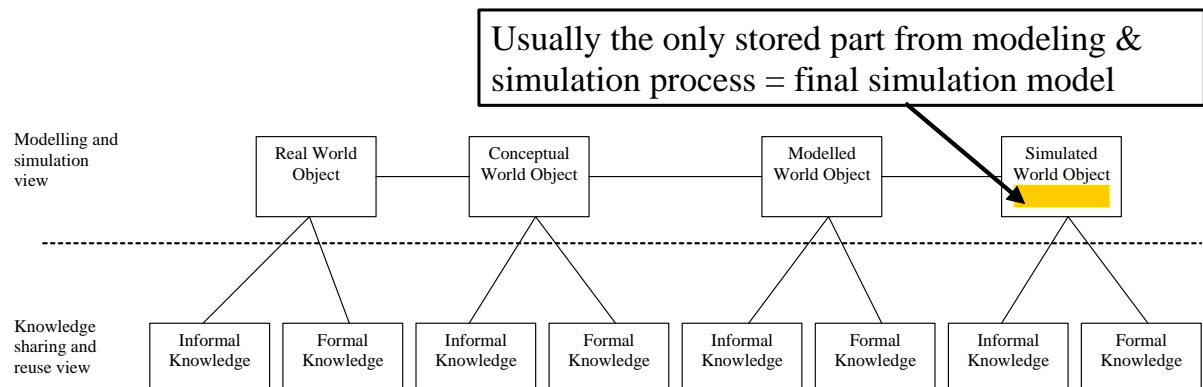 Usually the only stored part from modeling &
simulation process = final simulation model
Modelling and
simulation
view
Real World
Object
Conceptual
World Object
Modelled
World Object
Simulated
World Object
Knowledge
sharing and
reuse view
Informal
Knowledge
Formal
Knowledge
Informal
Knowledge
Formal
Knowledge
Informal
Knowledge
Formal
Knowledge
Informal
Knowledge
Formal
Knowledge